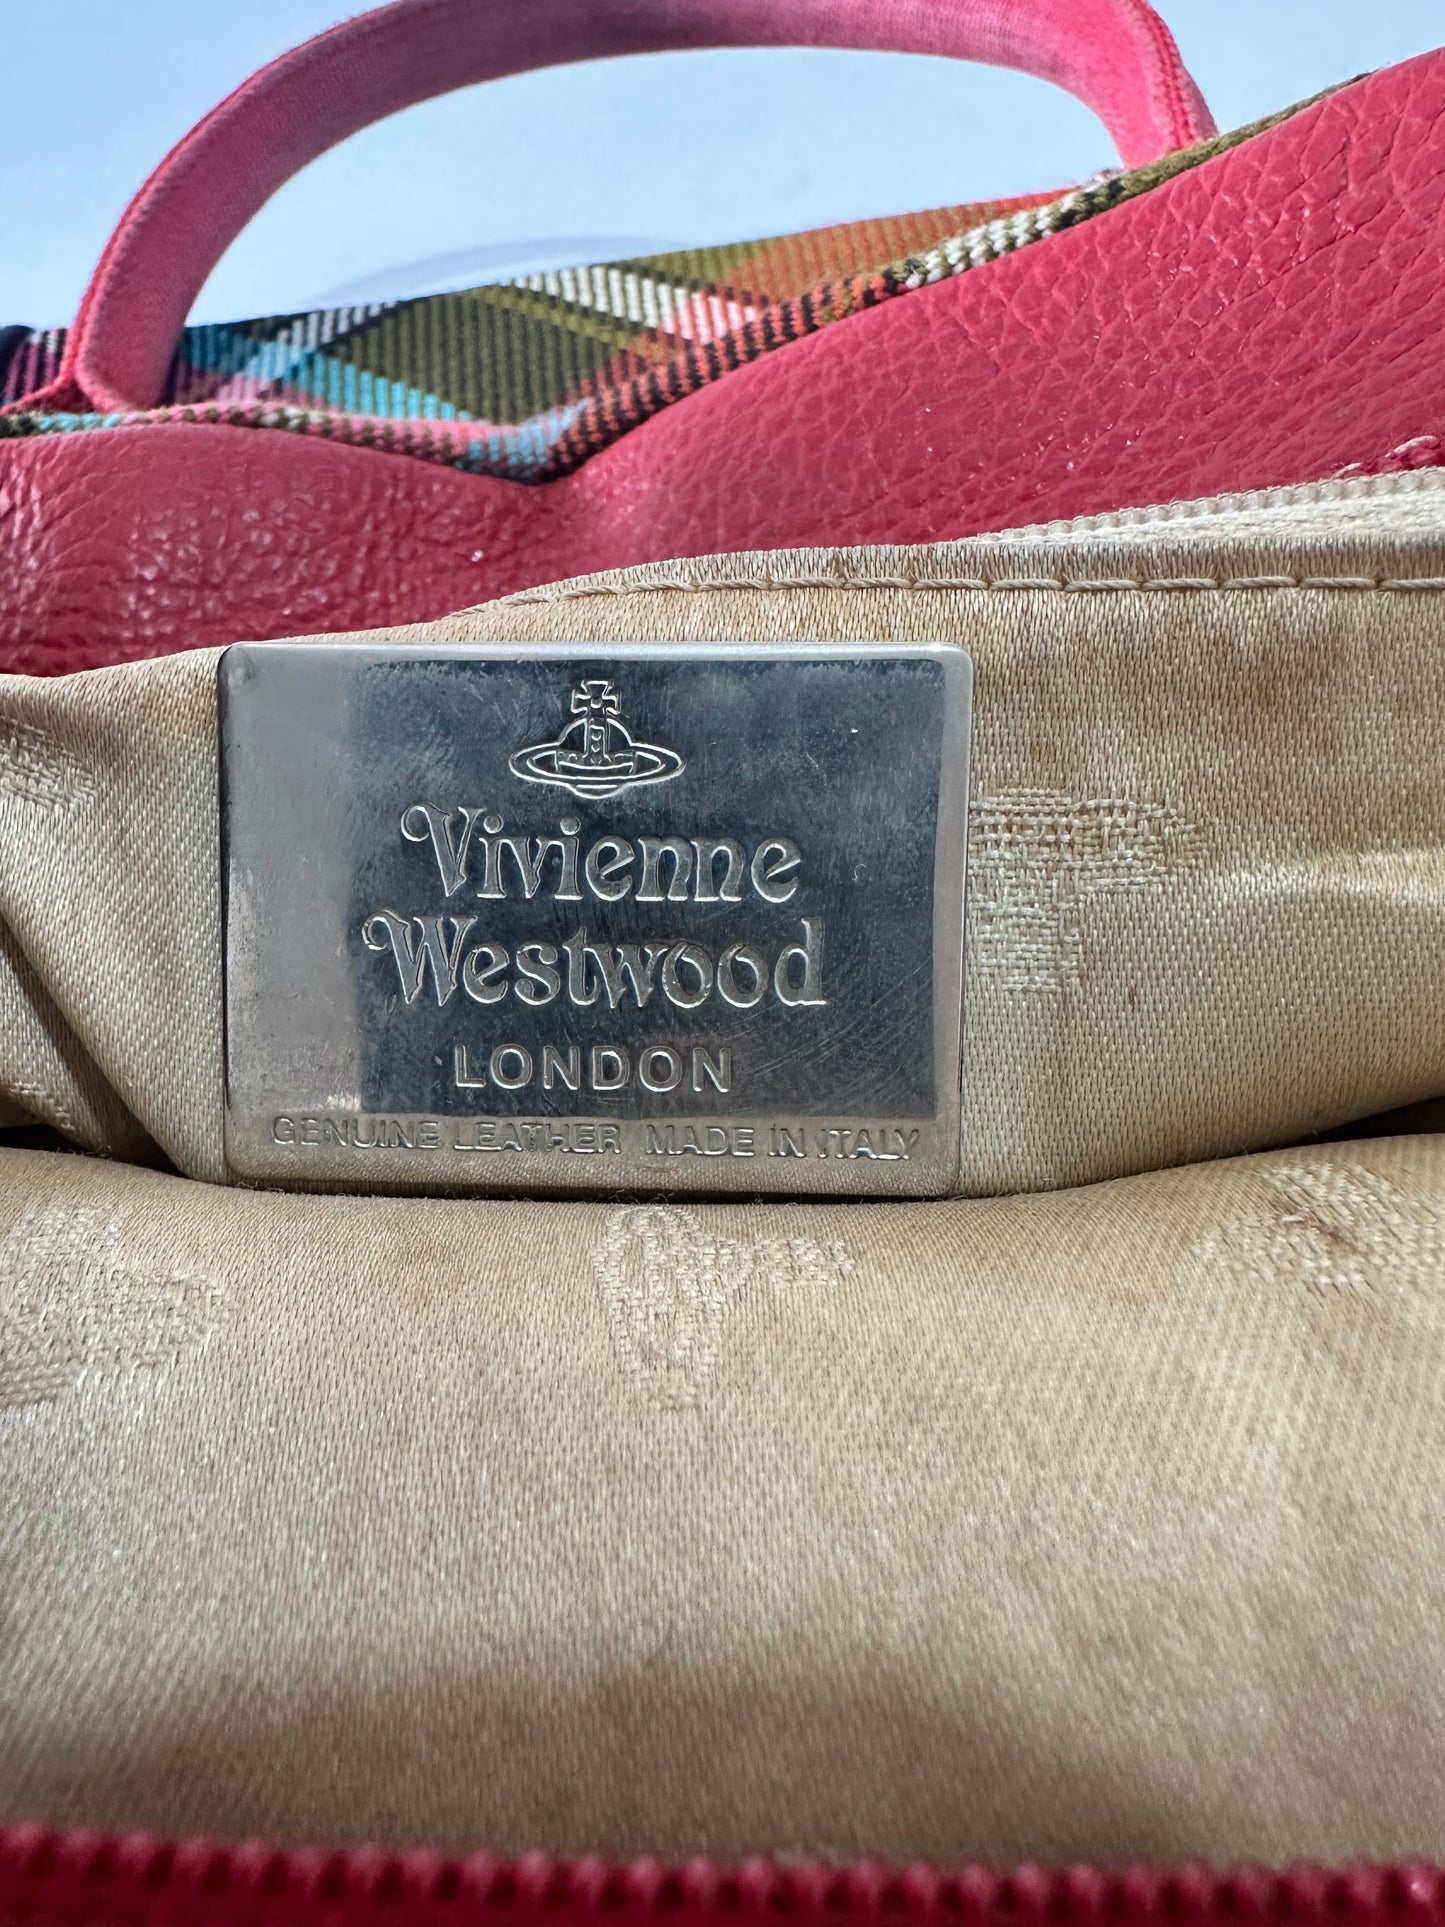 Vivienne
Westwood
LONDON
GENUINE LEATHER MADE IN ITALY